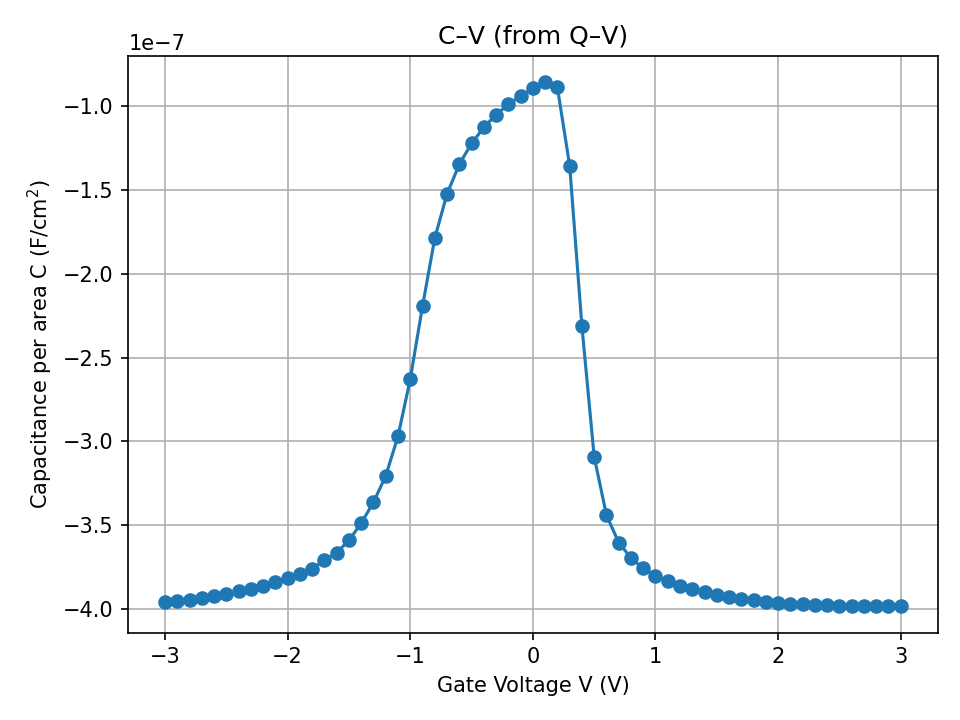 C–V (from Q–V)
1e−7
−1.0
−1.5
−2.0
−2.5
−3.0
−3.5
−4.0
Capacitance per area C (F/cm²)
−3 −2 −1 0 1 2 3
Gate Voltage V (V)